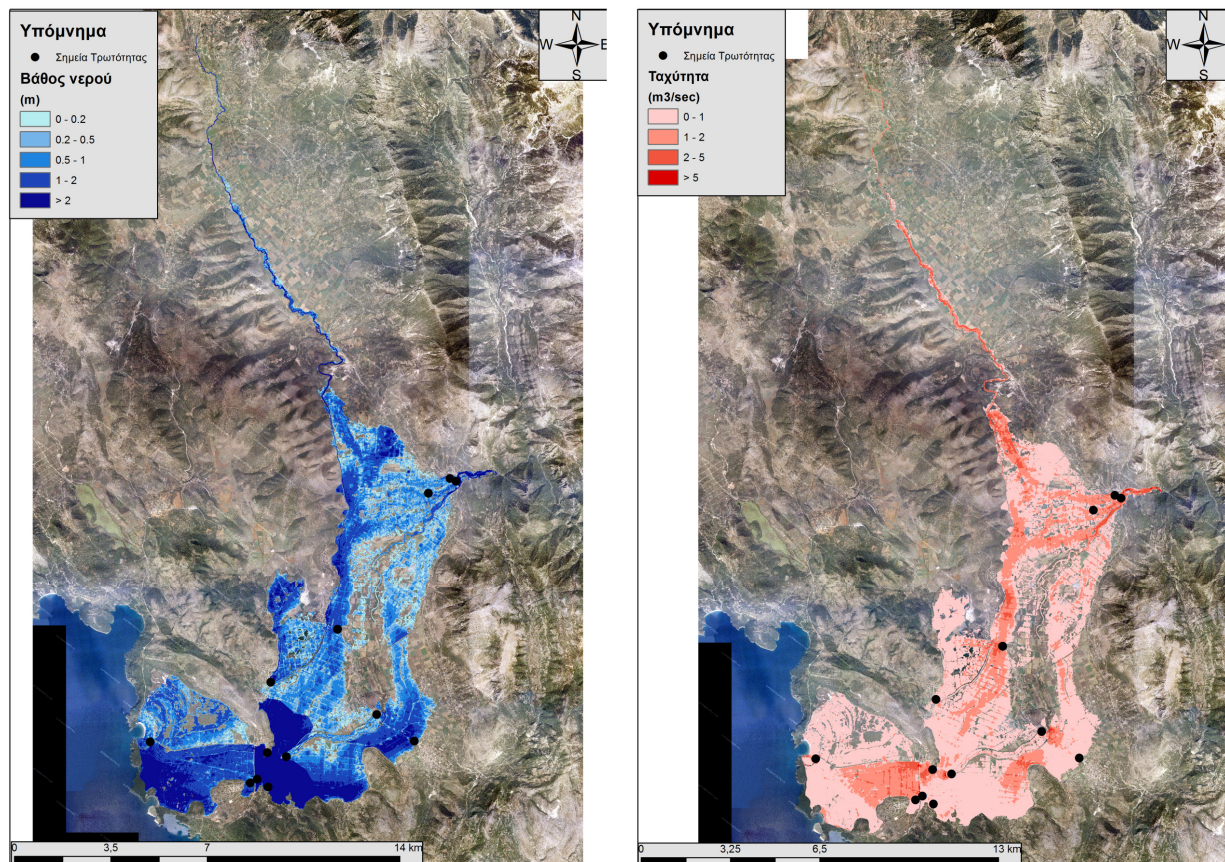 Υπόμνημα
Σημεία Τρωτότητας
Βάθος νερού
(m)
0 - 0.2
0.2 - 0.5
0.5 - 1
1 - 2
> 2
N
W E
S
0 3,5 7 14 km
Υπόμνημα
Σημεία Τρωτότητας
Ταχύτητα
(m3/sec)
0 - 1
1 - 2
2 - 5
> 5
N
W E
S
0 3,25 6,5 13 km